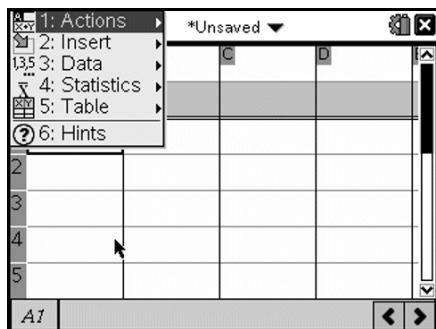 1: Actions
*Unsaved
2: Insert
3: Data
4: Statistics
5: Table
6: Hints
C
D
2
3
4
5
A1